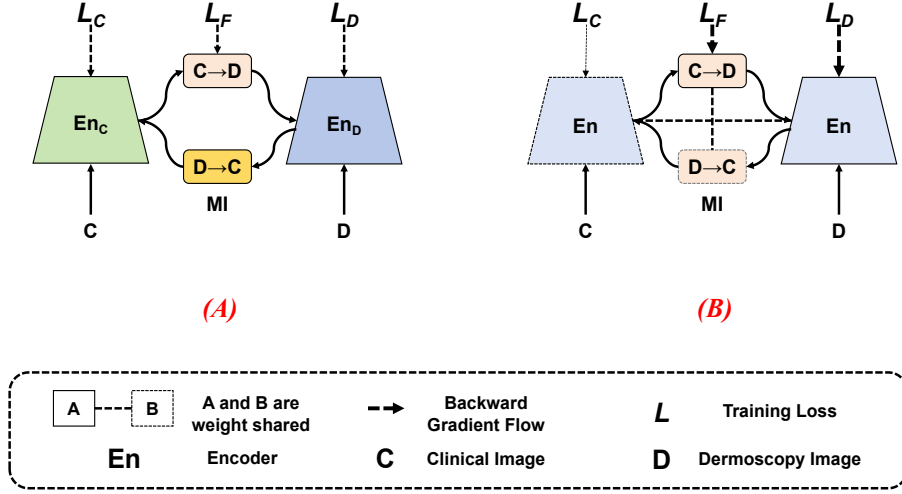 L_C L_F L_D L_C L_F L_D
C→D C→D
En_C En_D En En
D→C D→C
MI MI
C D C D
(A) (B)
A B A and B are weight shared
Backward Gradient Flow
L Training Loss
En Encoder
C Clinical Image
D Dermoscopy Image